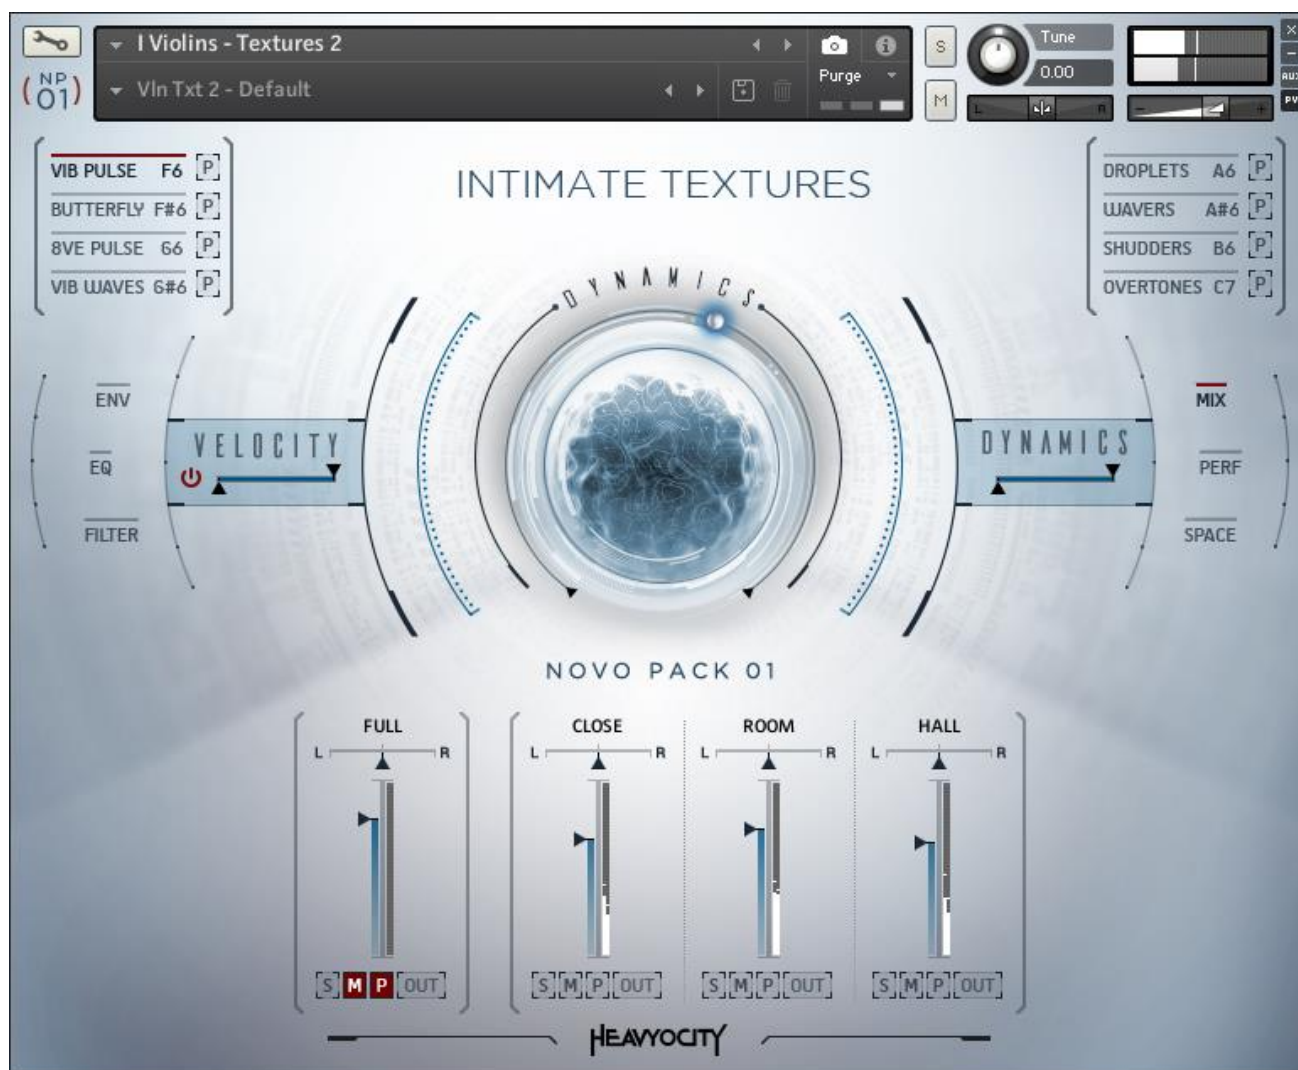 I Violins - Textures 2
S
Tune
X
-
NP
01
Purge
0.00
AUX
Vln Txt 2 - Default
M
L R
- +
PV
VIB PULSE F6 P
BUTTERFLY F#6 P
8VE PULSE G6 P
VIB WAVES G#6 P
INTIMATE TEXTURES
DROPLETS A6 P
WAVERS A#6 P
SHUDDERS B6 P
OVERTONES C7 P
DYNAMICS
ENV
EQ
FILTER
VELOCITY
DYNAMICS
MIX
PERF
SPACE
NOVO PACK 01
FULL
L R
S M P OUT
CLOSE
L R
S M P OUT
ROOM
L R
S M P OUT
HALL
L R
S M P OUT
HEAVYOCITY